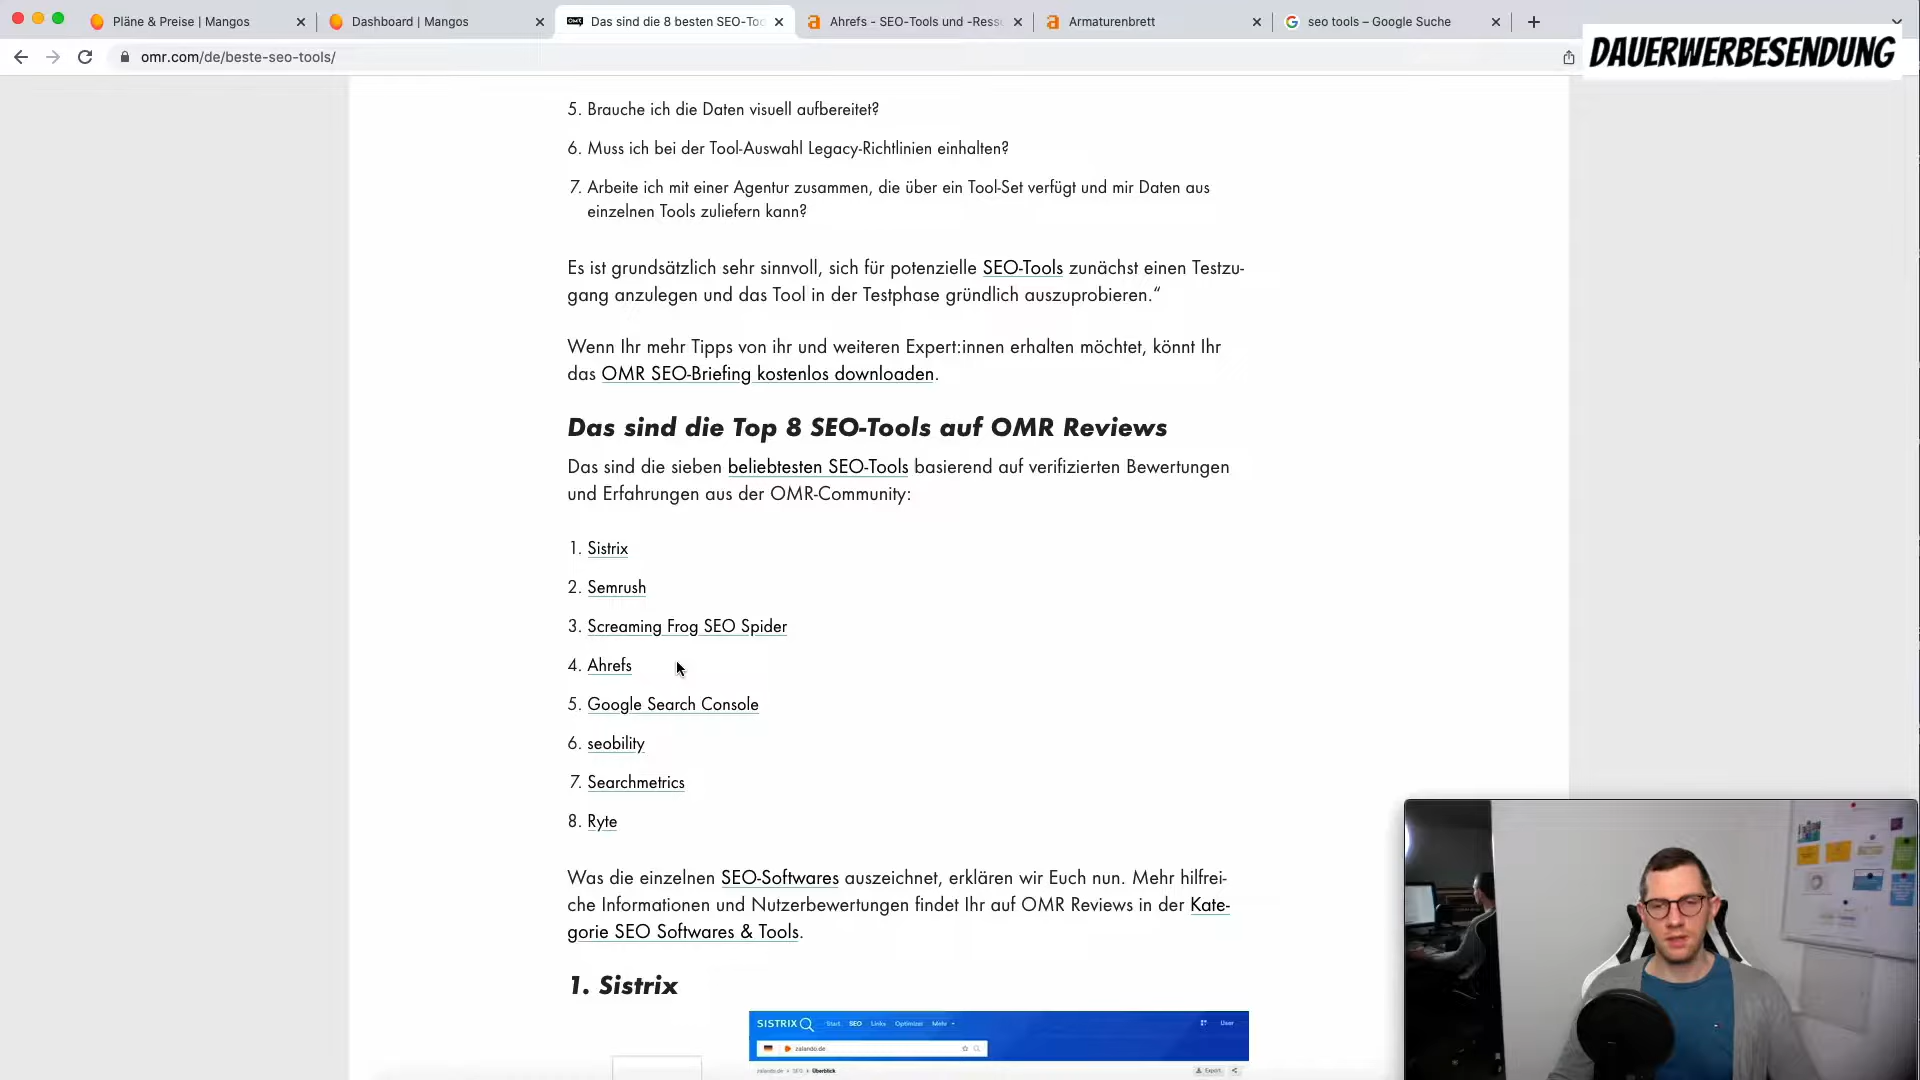 Pläne & Preise | Mangos
Dashboard | Mangos
Das sind die 8 besten SEO-Too
Ahrefs - SEO-Tools und -Resso
Armaturenbrett
seo tools – Google Suche
omr.com/de/beste-seo-tools/
DAUERWERBESENDUNG
5. Brauche ich die Daten visuell aufbereitet?
6. Muss ich bei der Tool-Auswahl Legacy-Richtlinien einhalten?
7. Arbeite ich mit einer Agentur zusammen, die über ein Tool-Set verfügt und mir Daten aus
einzelnen Tools zuliefern kann?
Es ist grundsätzlich sehr sinnvoll, sich für potenzielle SEO-Tools zunächst einen Testzu-
gang anzulegen und das Tool in der Testphase gründlich auszuprobieren.“
Wenn Ihr mehr Tipps von ihr und weiteren Expert:innen erhalten möchtet, könnt Ihr
das OMR SEO-Briefing kostenlos downloaden.
Das sind die Top 8 SEO-Tools auf OMR Reviews
Das sind die sieben beliebtesten SEO-Tools basierend auf verifizierten Bewertungen
und Erfahrungen aus der OMR-Community:
1. Sistrix
2. Semrush
3. Screaming Frog SEO Spider
4. Ahrefs
5. Google Search Console
6. seobility
7. Searchmetrics
8. Ryte
Was die einzelnen SEO-Softwares auszeichnet, erklären wir Euch nun. Mehr hilfrei-
che Informationen und Nutzerbewertungen findet Ihr auf OMR Reviews in der Kate-
gorie SEO Softwares & Tools.
1. Sistrix
SISTRIX Start SEO Links Optimizer Mehr User
zalando.de
zalando.de > SEO > Überblick Export